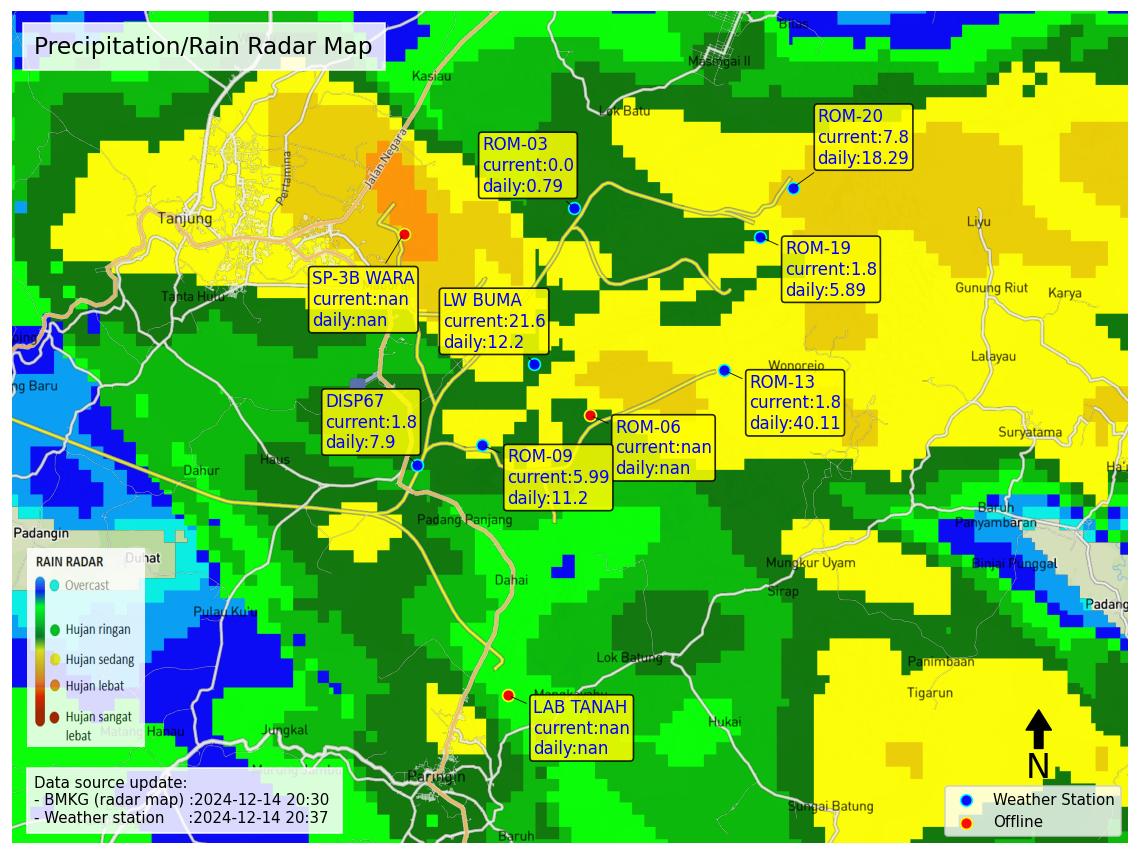 Precipitation/Rain Radar Map
Kasiau
Masingai II
Lok Batu
ROM-20
current:7.8
daily:18.29
ROM-03
current:0.0
daily:0.79
Jalan Negara
Pertamina
Tanjung
Liyu
ROM-19
current:1.8
daily:5.89
SP-3B WARA
current:nan
daily:nan
Tanta Hulu
LW BUMA
current:21.6
daily:12.2
Gunung Riut
Karya
Lalayau
Wonorejo
ng Baru
ROM-13
current:1.8
daily:40.11
DISP67
current:1.8
daily:7.9
ROM-06
current:nan
daily:nan
Suryatama
ROM-09
current:5.99
daily:11.2
Haus
Dahur
Padang Panjang
Baruh
Panyambaran
Padangin
Duhat
Dahai
Mungkur Uyam
Binjai Punggal
Sirap
Padang
Pulau Ku'u
RAIN RADAR
Overcast
Hujan ringan
Hujan sedang
Hujan lebat
Hujan sangat
lebat
Lok Batung
Panimbaan
Tigarun
LAB TANAH
current:nan
daily:nan
Hukai
Matang Hanau
Jungkal
Murung Jambu
Paringin
Data source update:
- BMKG (radar map) :2024-12-14 20:30
- Weather station :2024-12-14 20:37
N
Weather Station
Offline
Sungai Batung
Baruh